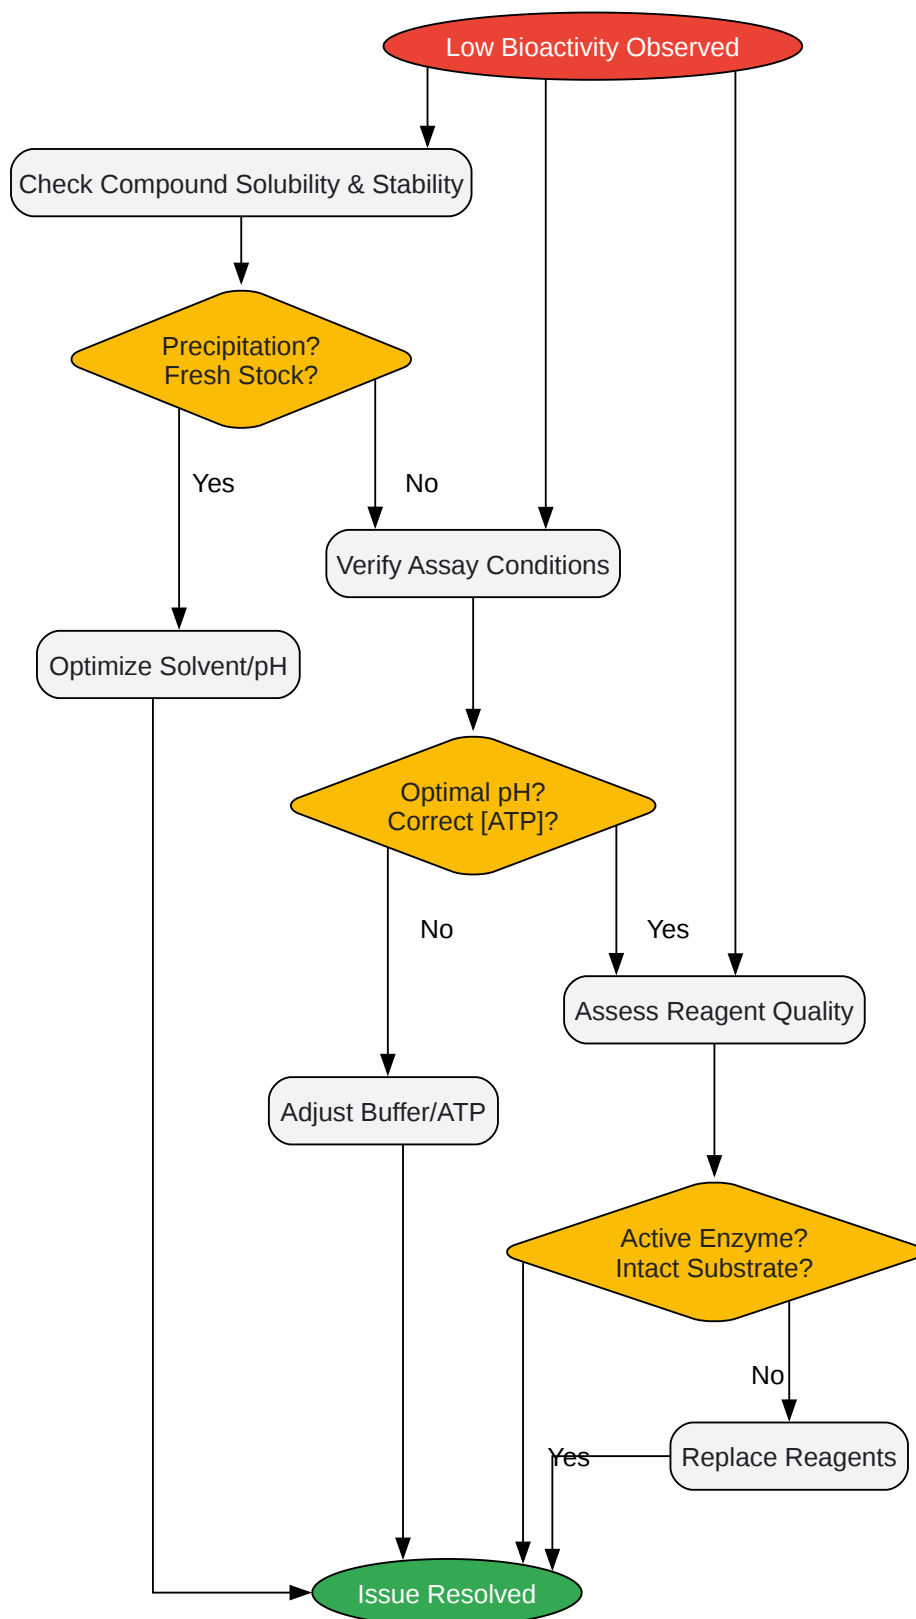 Low Bioactivity Observed
Check Compound Solubility & Stability
Precipitation?
Fresh Stock?
Yes
No
Verify Assay Conditions
Optimize Solvent/pH
Optimal pH?
Correct [ATP]?
No
Yes
Assess Reagent Quality
Adjust Buffer/ATP
Active Enzyme?
Intact Substrate?
No
Yes
Replace Reagents
Issue Resolved